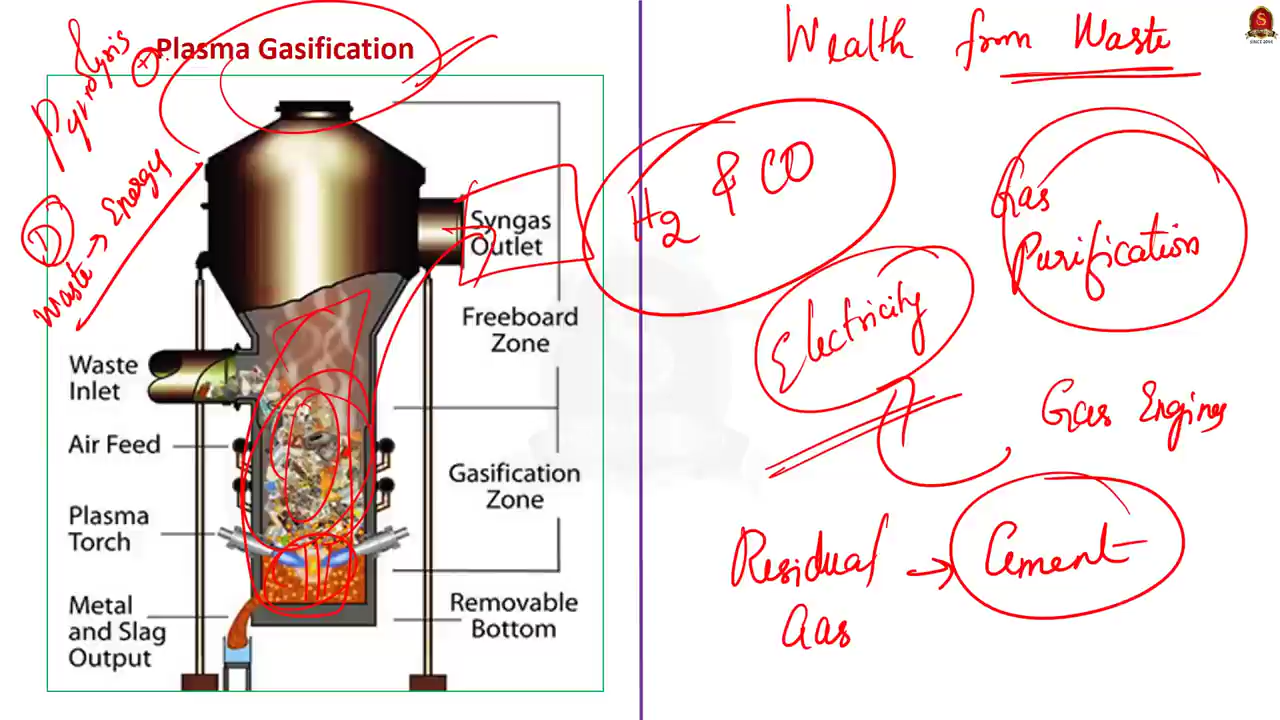 Plasma Gasification
Pyrolysis
Waste → Energy
Syngas
Outlet
Freeboard
Zone
Waste
Inlet
Air Feed
Gasification
Zone
Plasma
Torch
Metal
and Slag
Output
Removable
Bottom
Wealth from Waste
H2 & CO
Gas
Purification
Electricity
Gas Engines
Residual → Cement
Gas